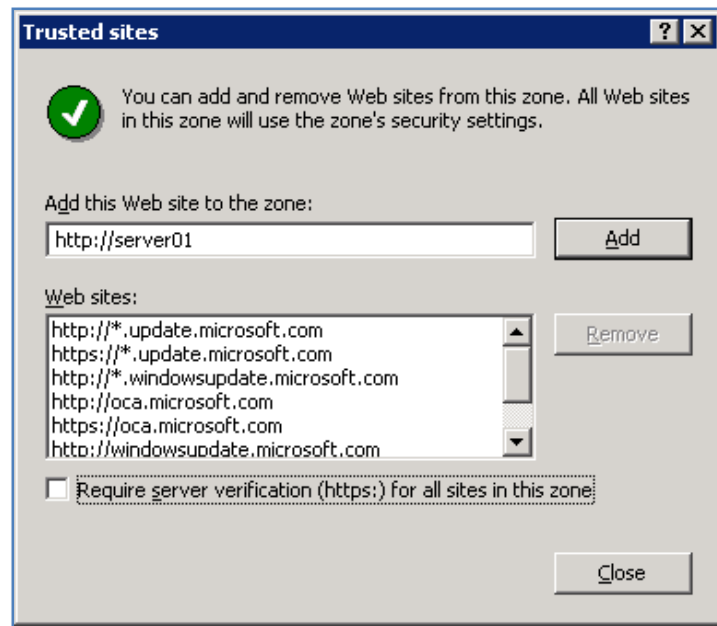 Trusted sites
You can add and remove Web sites from this zone. All Web sites
in this zone will use the zone's security settings.
Add this Web site to the zone:
http://server01
Add
Web sites:
http://*.update.microsoft.com
https://*.update.microsoft.com
http://*.windowsupdate.microsoft.com
http://oca.microsoft.com
https://oca.microsoft.com
http://windowsupdate.microsoft.com
Remove
Require server verification (https:) for all sites in this zone
Close